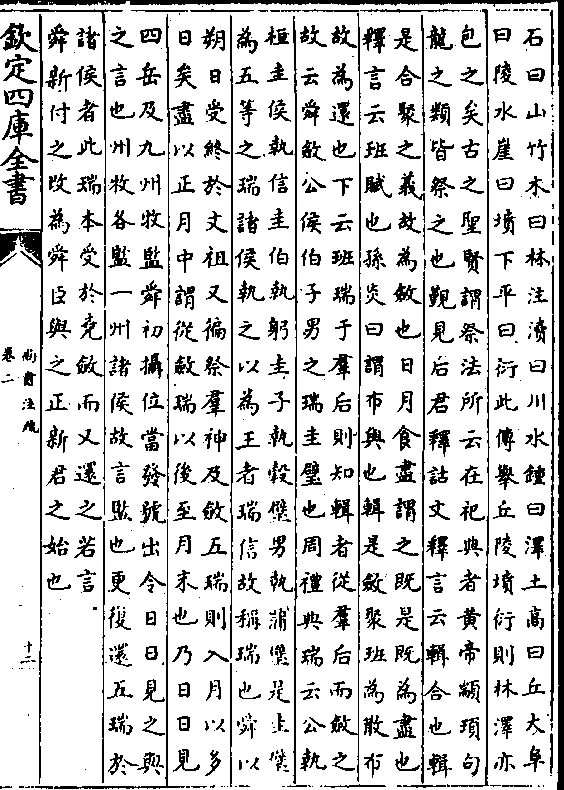 石曰山竹木曰林注瀆曰川水鍾曰澤土高曰丘大阜
曰陵水崖曰墳下平曰衍此傳舉丘陵墳衍則林澤亦
包之矣古之聖賢謂祭法所云在祀典者黄帝顓頊句
龍之類皆祭之也覲見后君釋詁文釋言云輯合也輯
是合聚之義故為斂也日月食盡謂之既是既為盡也
釋言云班賦也孫炎曰謂布與也輯是斂聚班為散布
故為還也下云班瑞于羣后則知輯者從羣后而斂之
故云舜斂公侯伯子男之瑞圭璧也周禮典瑞云公執
桓圭侯執信圭伯執躬圭子執穀璧男執蒲璧是圭璧
為五等之瑞諸侯執之以為王者瑞信故稱瑞也舜以
朔日受終於文祖又徧祭羣神及斂五瑞則入月以多
日矣盡以正月中謂從斂瑞以後至月末也乃日日見
四岳及九州牧監舜初攝位當發號出令日日見之與
之言也州牧各監一州諸侯故言監也更復還五瑞於
諸侯者此瑞本受於堯斂而又還之若言
舜新付之改為舜臣與之正新君之始也
欽定四庫全書
尚書注疏
卷二
十二